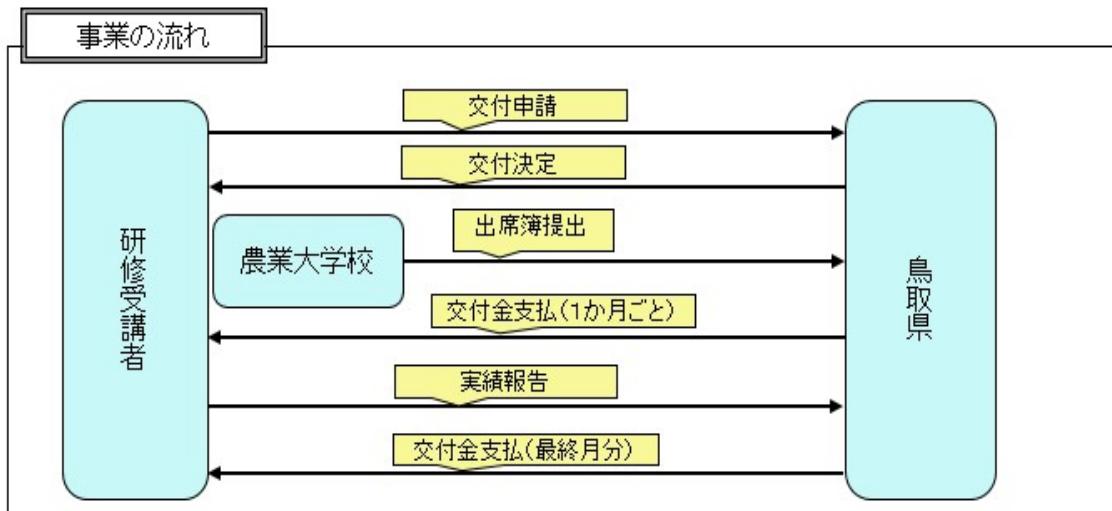 事業の流れ
交付申請
交付決定
出席簿提出
農業大学校
研修受講者
鳥取県
交付金支払(1か月ごと)
実績報告
交付金支払(最終月分)